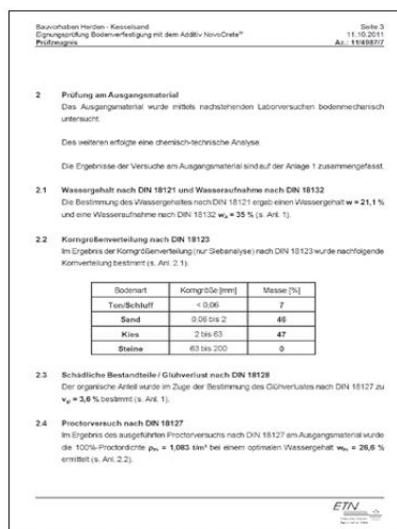 Bauvorhaben Herden - Kesselsand
Seite 3
Eignungsprüfung Bodenverfestigung mit dem Additiv NovoCrete®
11.10.2011
Prüfzeugnis
Az.: 11/4987/7
2 Prüfung am Ausgangsmaterial
Das Ausgangsmaterial wurde mittels nachstehenden Laborversuchen bodenmechanisch
untersucht.
Des weiteren erfolgte eine chemisch-technische Analyse.
Die Ergebnisse der Versuche am Ausgangsmaterial sind auf der Anlage 1 zusammengefasst.
2.1 Wassergehalt nach DIN 18121 und Wasseraufnahme nach DIN 18132
Die Bestimmung des Wassergehaltes nach DIN 18121 ergab einen Wassergehalt w = 21,1 %
und eine Wasseraufnahme nach DIN 18132 wA = 35 % (s. Anl. 1).
2.2 Korngrößenverteilung nach DIN 18123
Im Ergebnis der Korngrößenverteilung (nur Siebanalyse) nach DIN 18123 wurde nachfolgende
Kornverteilung bestimmt (s. Anl. 2.1).
Bodenart Korngröße [mm] Masse [%]
Ton/Schluff < 0,06 7
Sand 0,06 bis 2 46
Kies 2 bis 63 47
Steine 63 bis 200 0
2.3 Schädliche Bestandteile / Glühverlust nach DIN 18128
Der organische Anteil wurde im Zuge der Bestimmung des Glühverlustes nach DIN 18127 zu
vgl = 3,6 % bestimmt (s. Anl. 1).
2.4 Proctorversuch nach DIN 18127
Im Ergebnis des ausgeführten Proctorversuchs nach DIN 18127 am Ausgangsmaterial wurde
die 100%-Proctordichte ρPr = 1,083 t/m³ bei einem optimalen Wassergehalt wPr = 26,6 %
ermittelt (s. Anl. 2.2).
ETN